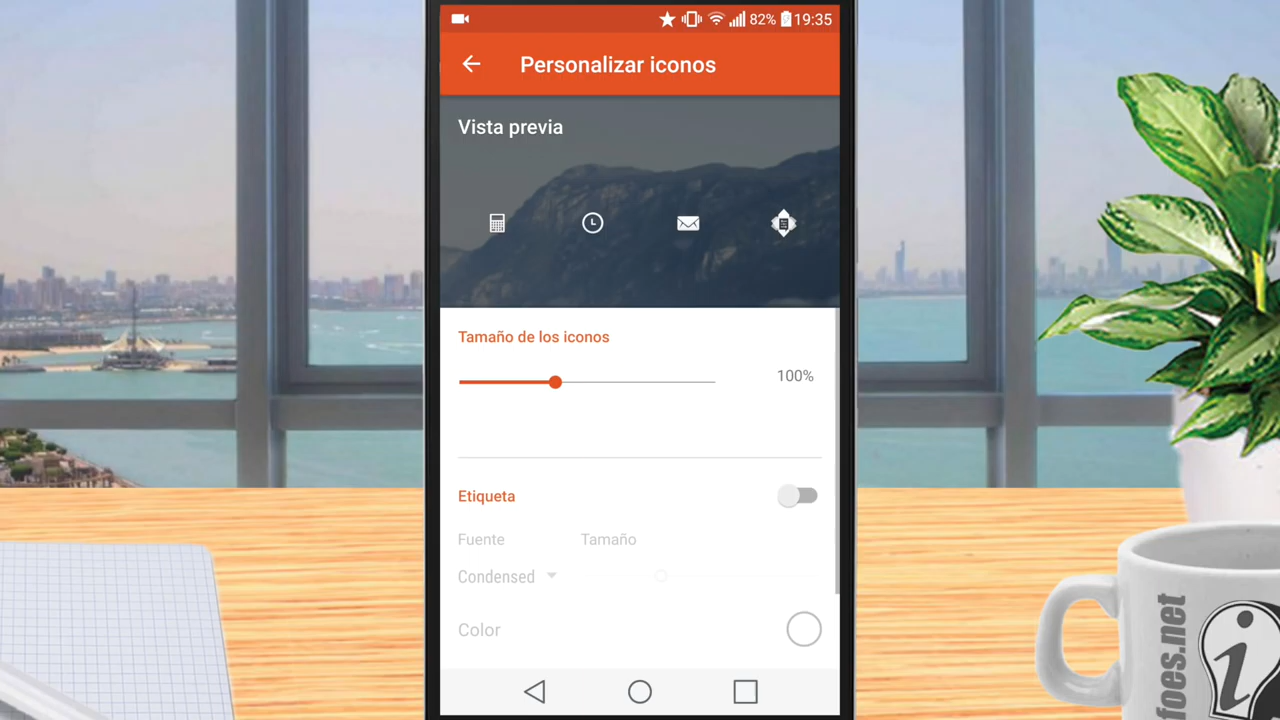 82% 19:35
Personalizar iconos
Vista previa
Tamaño de los iconos
100%
Etiqueta
Fuente Tamaño
Condensed
Color
foes.net
i